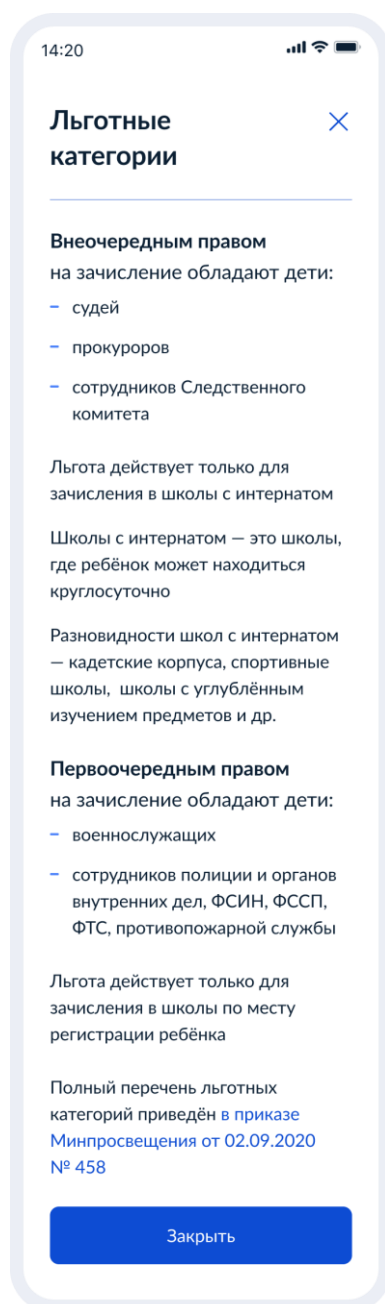 14:20
Льготные
категории
Внеочередным правом
на зачисление обладают дети:
– судей
– прокуроров
– сотрудников Следственного
комитета
Льгота действует только для
зачисления в школы с интернатом
Школы с интернатом — это школы,
где ребёнок может находиться
круглосуточно
Разновидности школ с интернатом
— кадетские корпуса, спортивные
школы,  школы с углублённым
изучением предметов и др.
Первоочередным правом
на зачисление обладают дети:
– военнослужащих
– сотрудников полиции и органов
внутренних дел, ФСИН, ФССП,
ФТС, противопожарной службы
Льгота действует только для
зачисления в школы по месту
регистрации ребёнка
Полный перечень льготных
категорий приведён в приказе
Минпросвещения от 02.09.2020
№ 458
Закрыть